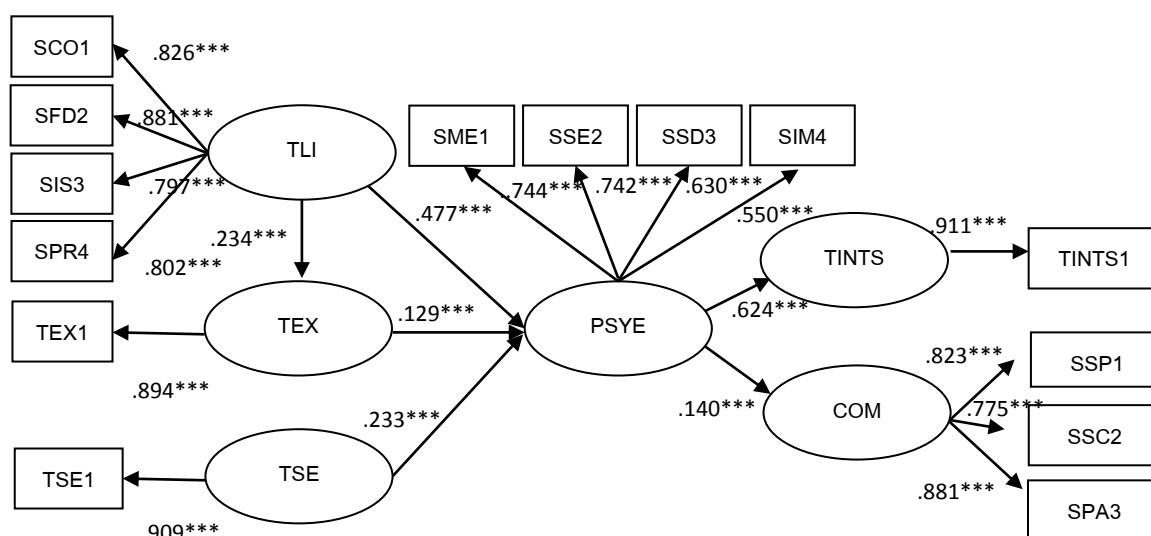 SCO1
.826***
SFD2
.881***
SIS3
.797***
SPR4
.802***
TLI
.234***
.477***
SME1
SSE2
SSD3
SIM4
.744***
.742***
.630***
.550***
TEX1
TEX
.129***
.894***
PSYE
TINTS
.911***
TINTS1
.624***
TSE1
TSE
.233***
909***
.140***
COM
.823***
SSP1
.775***
SSC2
.881***
SPA3